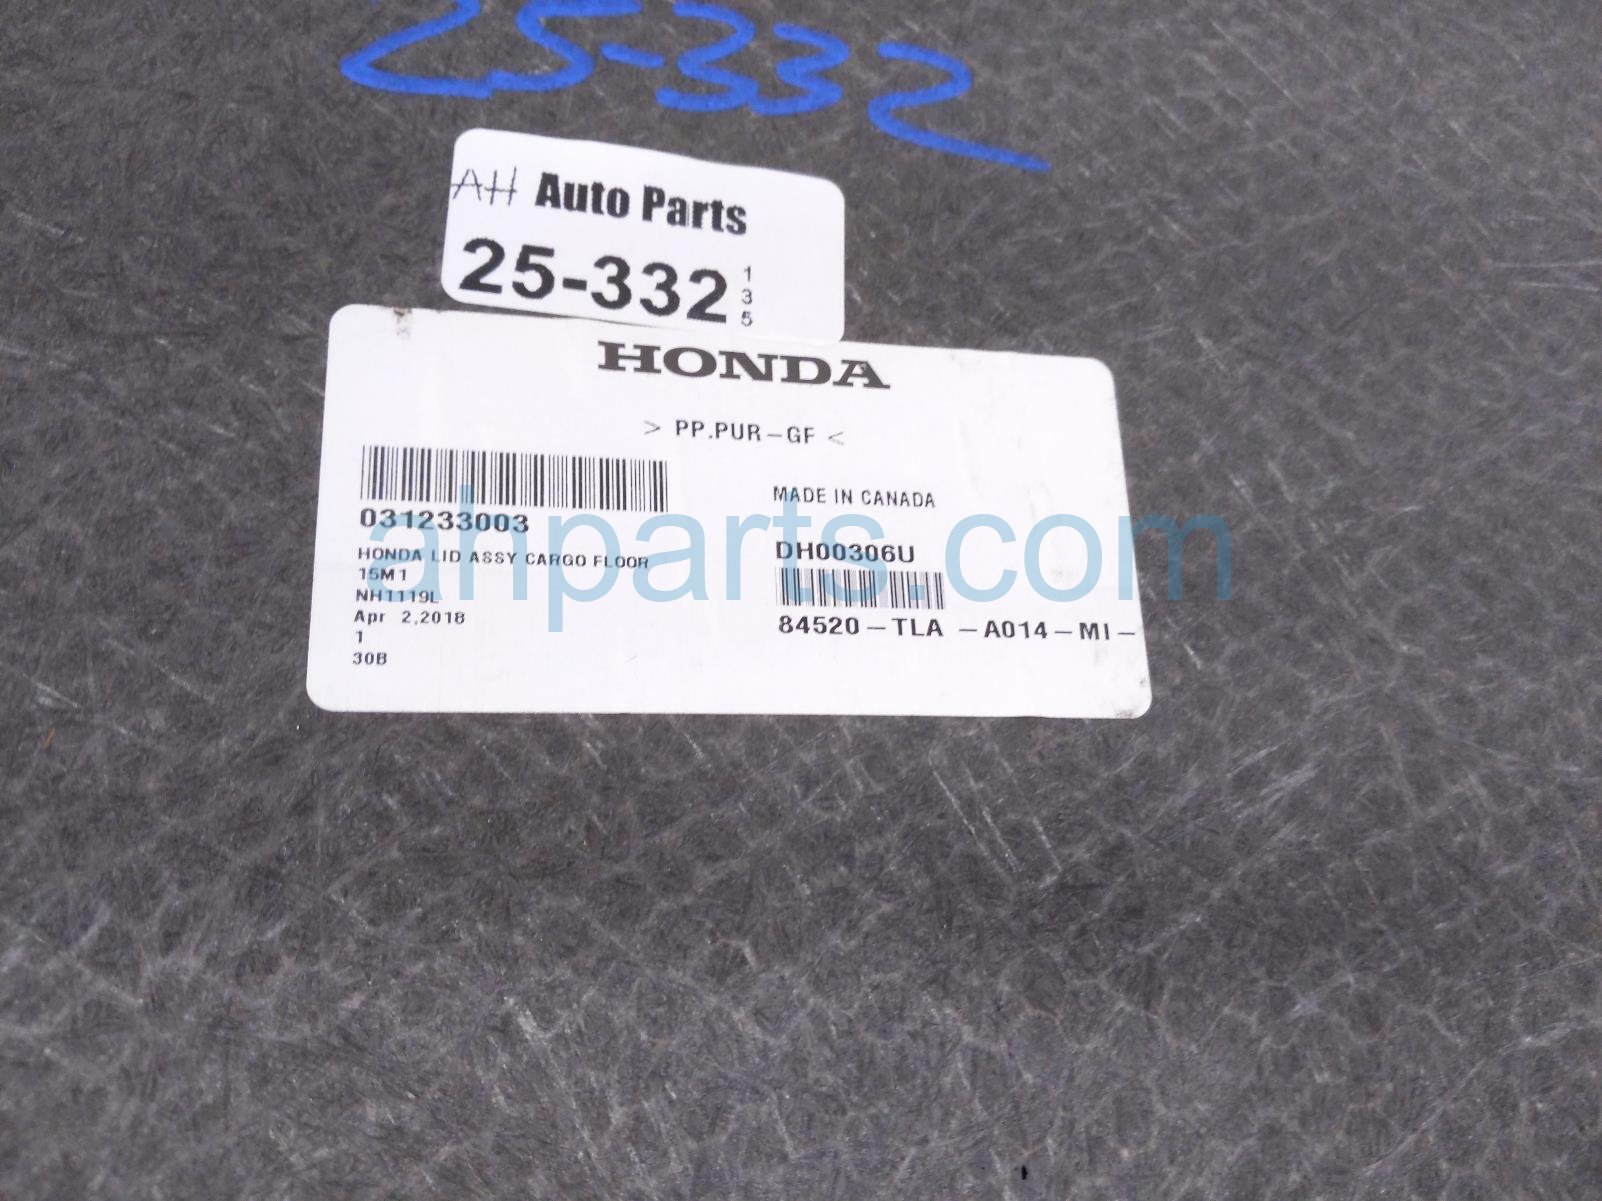 25-332
AH Auto Parts
25-332 1 3 5
HONDA
> PP.PUR-GF <
031233003
HONDA LID ASSY CARGO FLOOR
15M1
NH1119L
Apr 2,2018
1
30B
MADE IN CANADA
DH00306U
84520-TLA -A014-MI-
ahparts.com